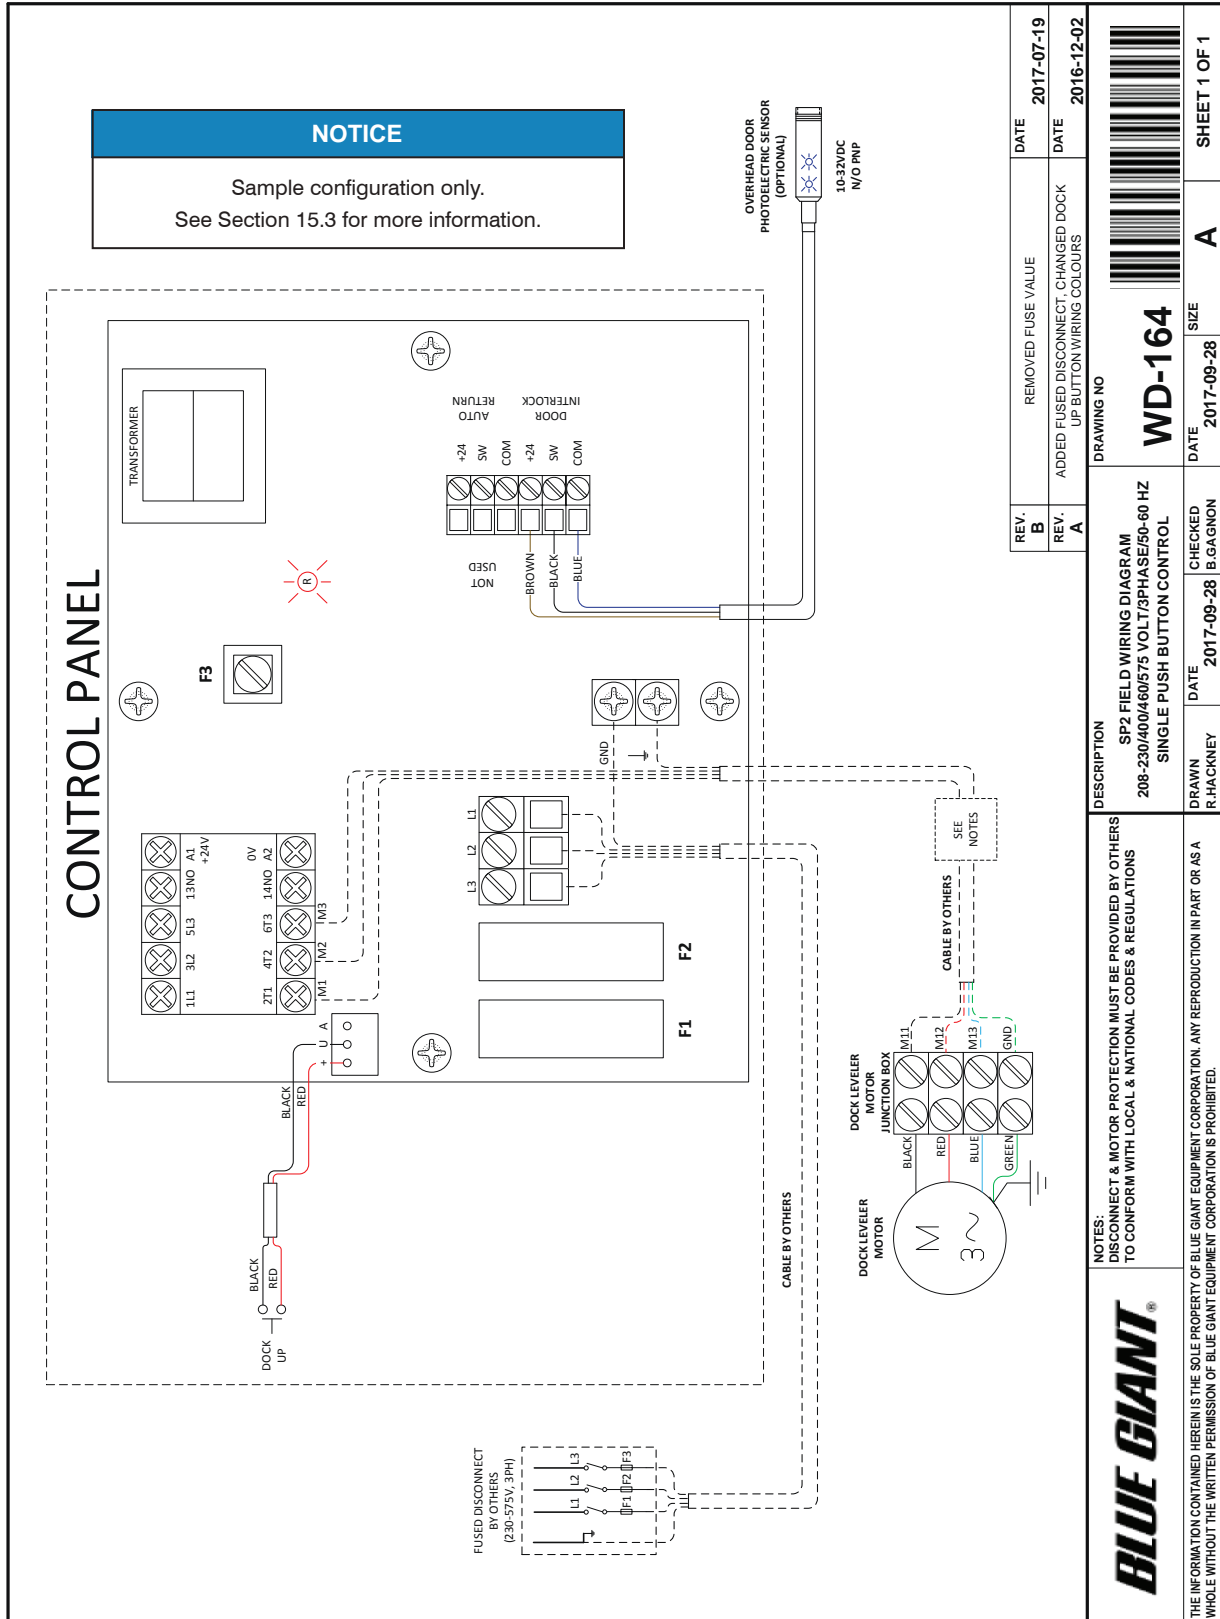 NOTICE
Sample configuration only.
See Section 15.3 for more information.
CONTROL PANEL
TRANSFORMER
R
F3
1L1
3L2
5L3
13NO
A1
+24V
2T1
4T2
6T3
14NO
0V
A2
M1
M2
M3
+
U
A
BLACK
RED
BLACK
RED
DOCK
UP
F1
F2
L3
L2
L1
GND
AUTO
RETURN
DOOR
INTERLOCK
+24
SW
COM
+24
SW
COM
NOT
USED
BROWN
BLACK
BLUE
OVERHEAD DOOR
PHOTOELECTRIC SENSOR
(OPTIONAL)
10-32VDC
N/O PNP
FUSED DISCONNECT
BY OTHERS
(230-575V, 3PH)
L1
L2
L3
F1
F2
F3
CABLE BY OTHERS
CABLE BY OTHERS
SEE
NOTES
DOCK LEVELER
MOTOR
JUNCTION BOX
M11
M12
M13
GND
BLACK
RED
BLUE
GREEN
DOCK LEVELER
MOTOR
M
3~
REV.
B
REMOVED FUSE VALUE
DATE
2017-07-19
REV.
A
ADDED FUSED DISCONNECT, CHANGED DOCK
UP BUTTON WIRING COLOURS
DATE
2016-12-02
BLUE GIANT®
NOTES:
DISCONNECT & MOTOR PROTECTION MUST BE PROVIDED BY OTHERS
TO CONFORM WITH LOCAL & NATIONAL CODES & REGULATIONS
DESCRIPTION
SP2 FIELD WIRING DIAGRAM
208-230/400/460/575 VOLT/3PHASE/50-60 HZ
SINGLE PUSH BUTTON CONTROL
DRAWING NO
WD-164
THE INFORMATION CONTAINED HEREIN IS THE SOLE PROPERTY OF BLUE GIANT EQUIPMENT CORPORATION. ANY REPRODUCTION IN PART OR AS A
WHOLE WITHOUT THE WRITTEN PERMISSION OF BLUE GIANT EQUIPMENT CORPORATION IS PROHIBITED.
DRAWN
R.HACKNEY
DATE
2017-09-28
CHECKED
B.GAGNON
DATE
2017-09-28
SIZE
A
SHEET 1 OF 1